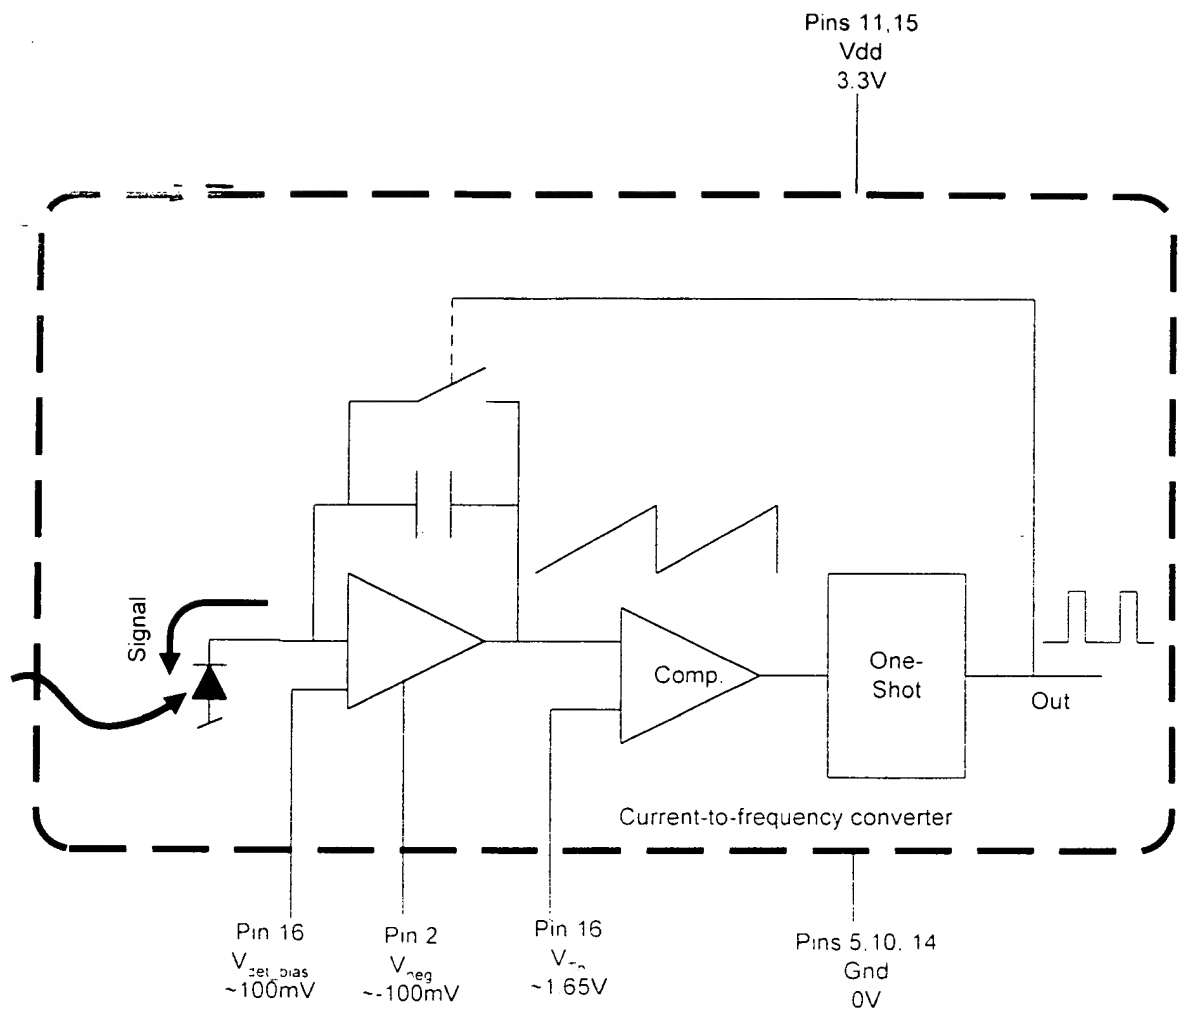 Pins 11,15
Vdd
3.3V
Signal
Comp.
One-
Shot
Out
Current-to-frequency converter
Pin 16
~100mV
Pin 2
Vneg
~-100mV
Pin 16
~1.65V
Pins 5.10. 14
Gnd
0V